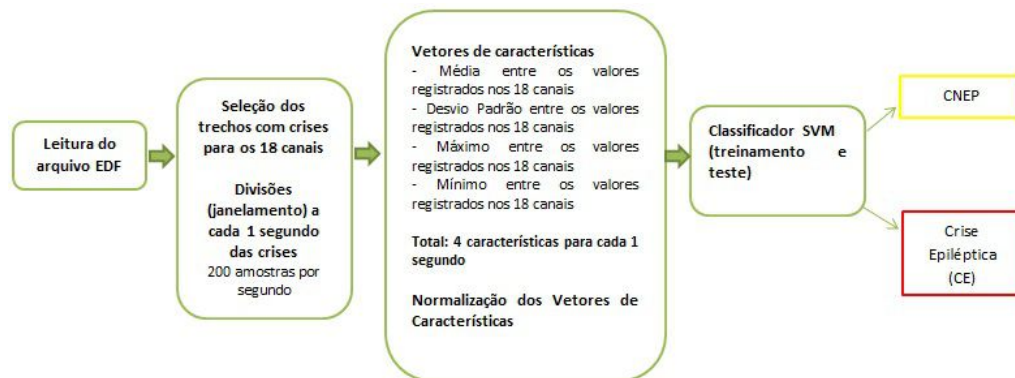 Leitura do
arquivo EDF
Seleção dos
trechos com crises
para os 18 canais
Divisões
(janelamento) a
cada 1 segundo
das crises
200 amostras por
segundo
Vetores de características
- Média entre os valores
registrados nos 18 canais
- Desvio Padrão entre os valores
registrados nos 18 canais
- Máximo entre os valores
registrados nos 18 canais
- Mínimo entre os valores
registrados nos 18 canais
Total: 4 características para cada 1
segundo
Normalização dos Vetores de
Características
Classificador SVM
(treinamento e
teste)
CNEP
Crise
Epiléptica
(CE)